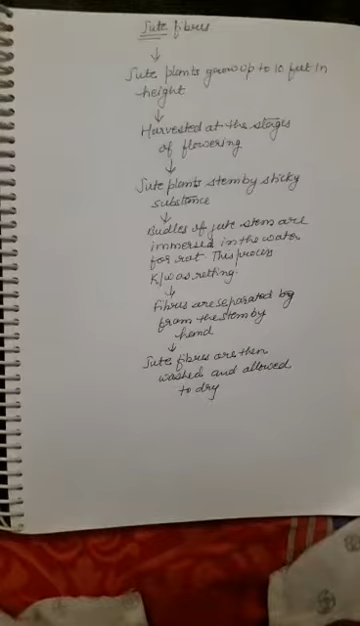 Jute fibres
↓
Jute plants grow up to 10 feet in
height
↓
Harvested at the stages
of flowering
↓
Jute plants stem by sticky
substance
↓
Budles of jute stem are
immersed in the water
for rot. This process
K/w as retting
↓
Fibres are separated by
from the stem by
hand
↓
Jute fibres are then
washed and allowed
to dry